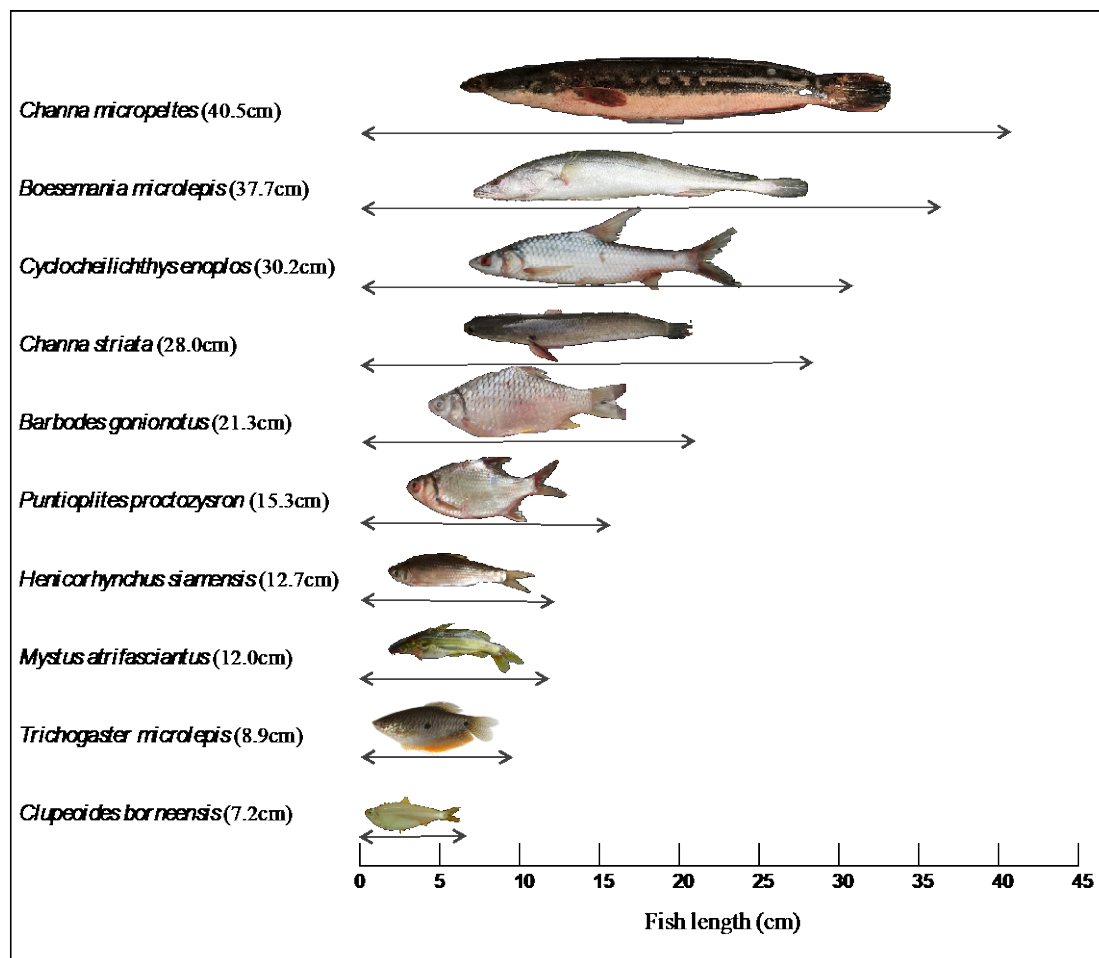 Channa micropeltes (40.5cm)
Boesemania microlepis (37.7cm)
Cyclocheilichthys enoplos (30.2cm)
Channa striata (28.0cm)
Barbodes gonionotus (21.3cm)
Puntioplites proctozysron (15.3cm)
Henicorhynchus siamensis (12.7cm)
Mystus atrifasciantus (12.0cm)
Trichogaster microlepis (8.9cm)
Clupeoides borneensis (7.2cm)
0 5 10 15 20 25 30 35 40 45
Fish length (cm)